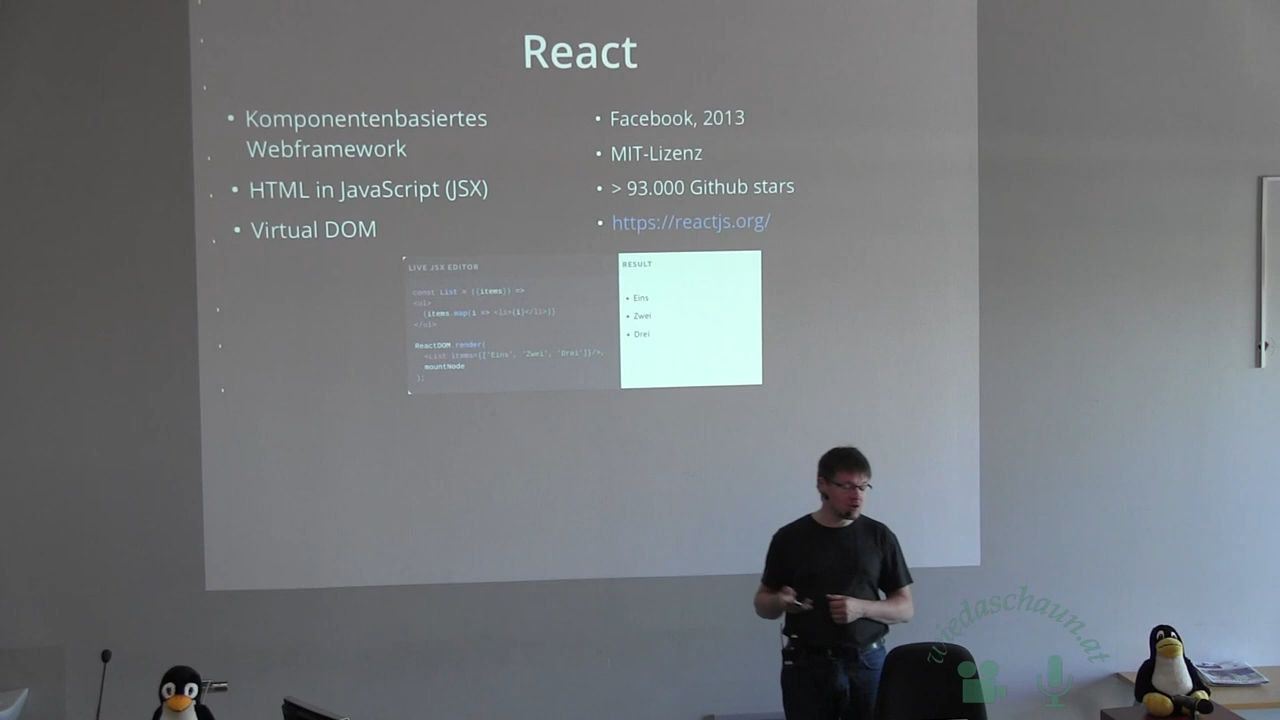 React
• Komponentenbasiertes
Webframework
• HTML in JavaScript (JSX)
• Virtual DOM
• Facebook, 2013
• MIT-Lizenz
• > 93.000 Github stars
• https://reactjs.org/
LIVE JSX EDITOR
const List = ({items}) =>
<ul>
{items.map(i => <li>{i}</li>)}
</ul>
ReactDOM.render(
<List items={['Eins', 'Zwei', 'Drei']}/>,
mountNode
);
RESULT
• Eins
• Zwei
• Drei
wiedaschaun.at